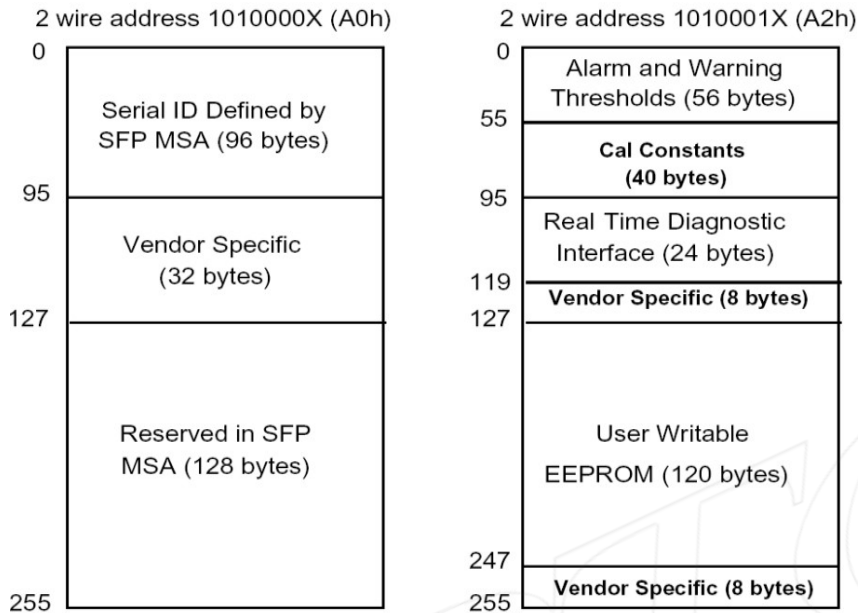 2 wire address 1010000X (A0h)
0
Serial ID Defined by
SFP MSA (96 bytes)
95
Vendor Specific
(32 bytes)
127
Reserved in SFP
MSA (128 bytes)
255
2 wire address 1010001X (A2h)
0
Alarm and Warning
Thresholds (56 bytes)
55
Cal Constants
(40 bytes)
95
Real Time Diagnostic
Interface (24 bytes)
119
Vendor Specific (8 bytes)
127
User Writable
EEPROM (120 bytes)
247
Vendor Specific (8 bytes)
255